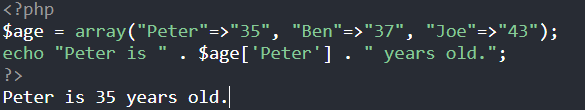 <?php
$age = array("Peter"=>"35", "Ben"=>"37", "Joe"=>"43");
echo "Peter is " . $age['Peter'] . " years old.";
?>
Peter is 35 years old.